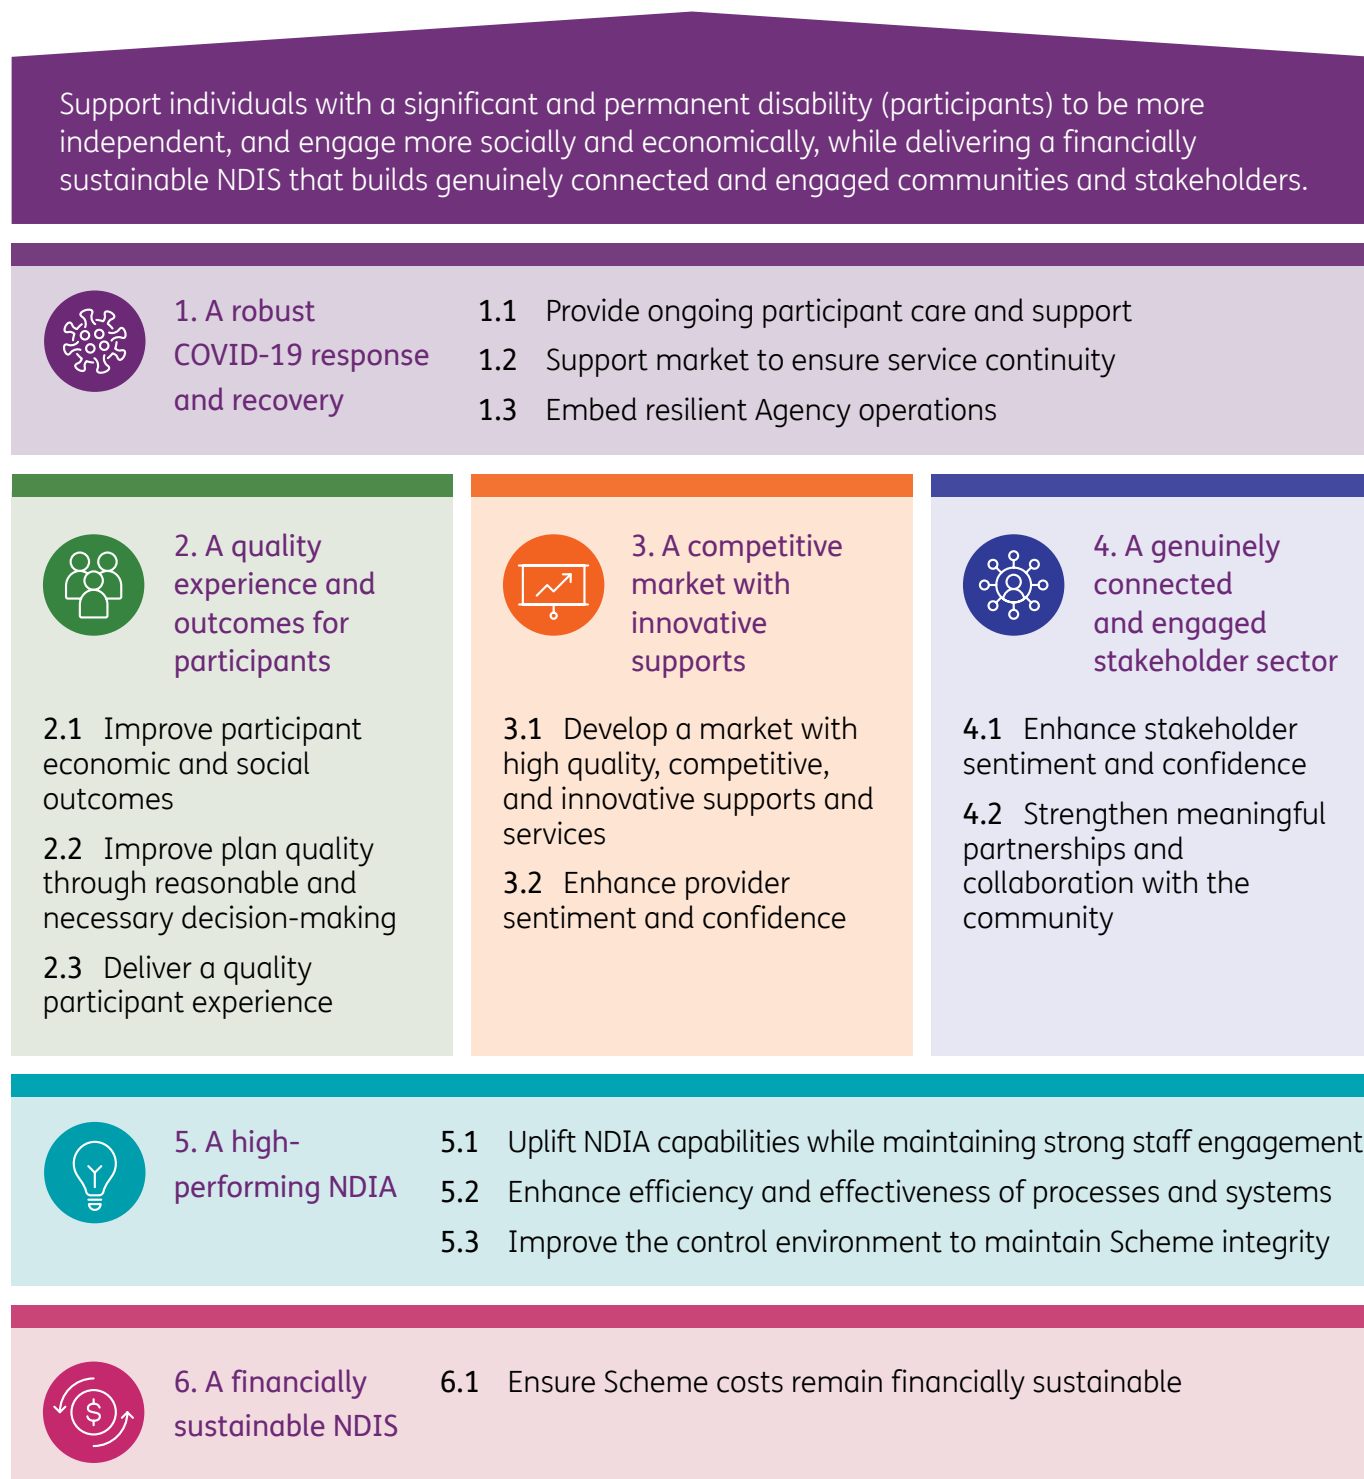 Support individuals with a significant and permanent disability (participants) to be more
independent, and engage more socially and economically, while delivering a financially
sustainable NDIS that builds genuinely connected and engaged communities and stakeholders.
1. A robust
COVID-19 response
and recovery
1.1 Provide ongoing participant care and support
1.2 Support market to ensure service continuity
1.3 Embed resilient Agency operations
2. A quality
experience and
outcomes for
participants
2.1 Improve participant
economic and social
outcomes
2.2 Improve plan quality
through reasonable and
necessary decision-making
2.3 Deliver a quality
participant experience
3. A competitive
market with
innovative
supports
3.1 Develop a market with
high quality, competitive,
and innovative supports and
services
3.2 Enhance provider
sentiment and confidence
4. A genuinely
connected
and engaged
stakeholder sector
4.1 Enhance stakeholder
sentiment and confidence
4.2 Strengthen meaningful
partnerships and
collaboration with the
community
5. A high-
performing NDIA
5.1 Uplift NDIA capabilities while maintaining strong staff engagement
5.2 Enhance efficiency and effectiveness of processes and systems
5.3 Improve the control environment to maintain Scheme integrity
$
6. A financially
sustainable NDIS
6.1 Ensure Scheme costs remain financially sustainable